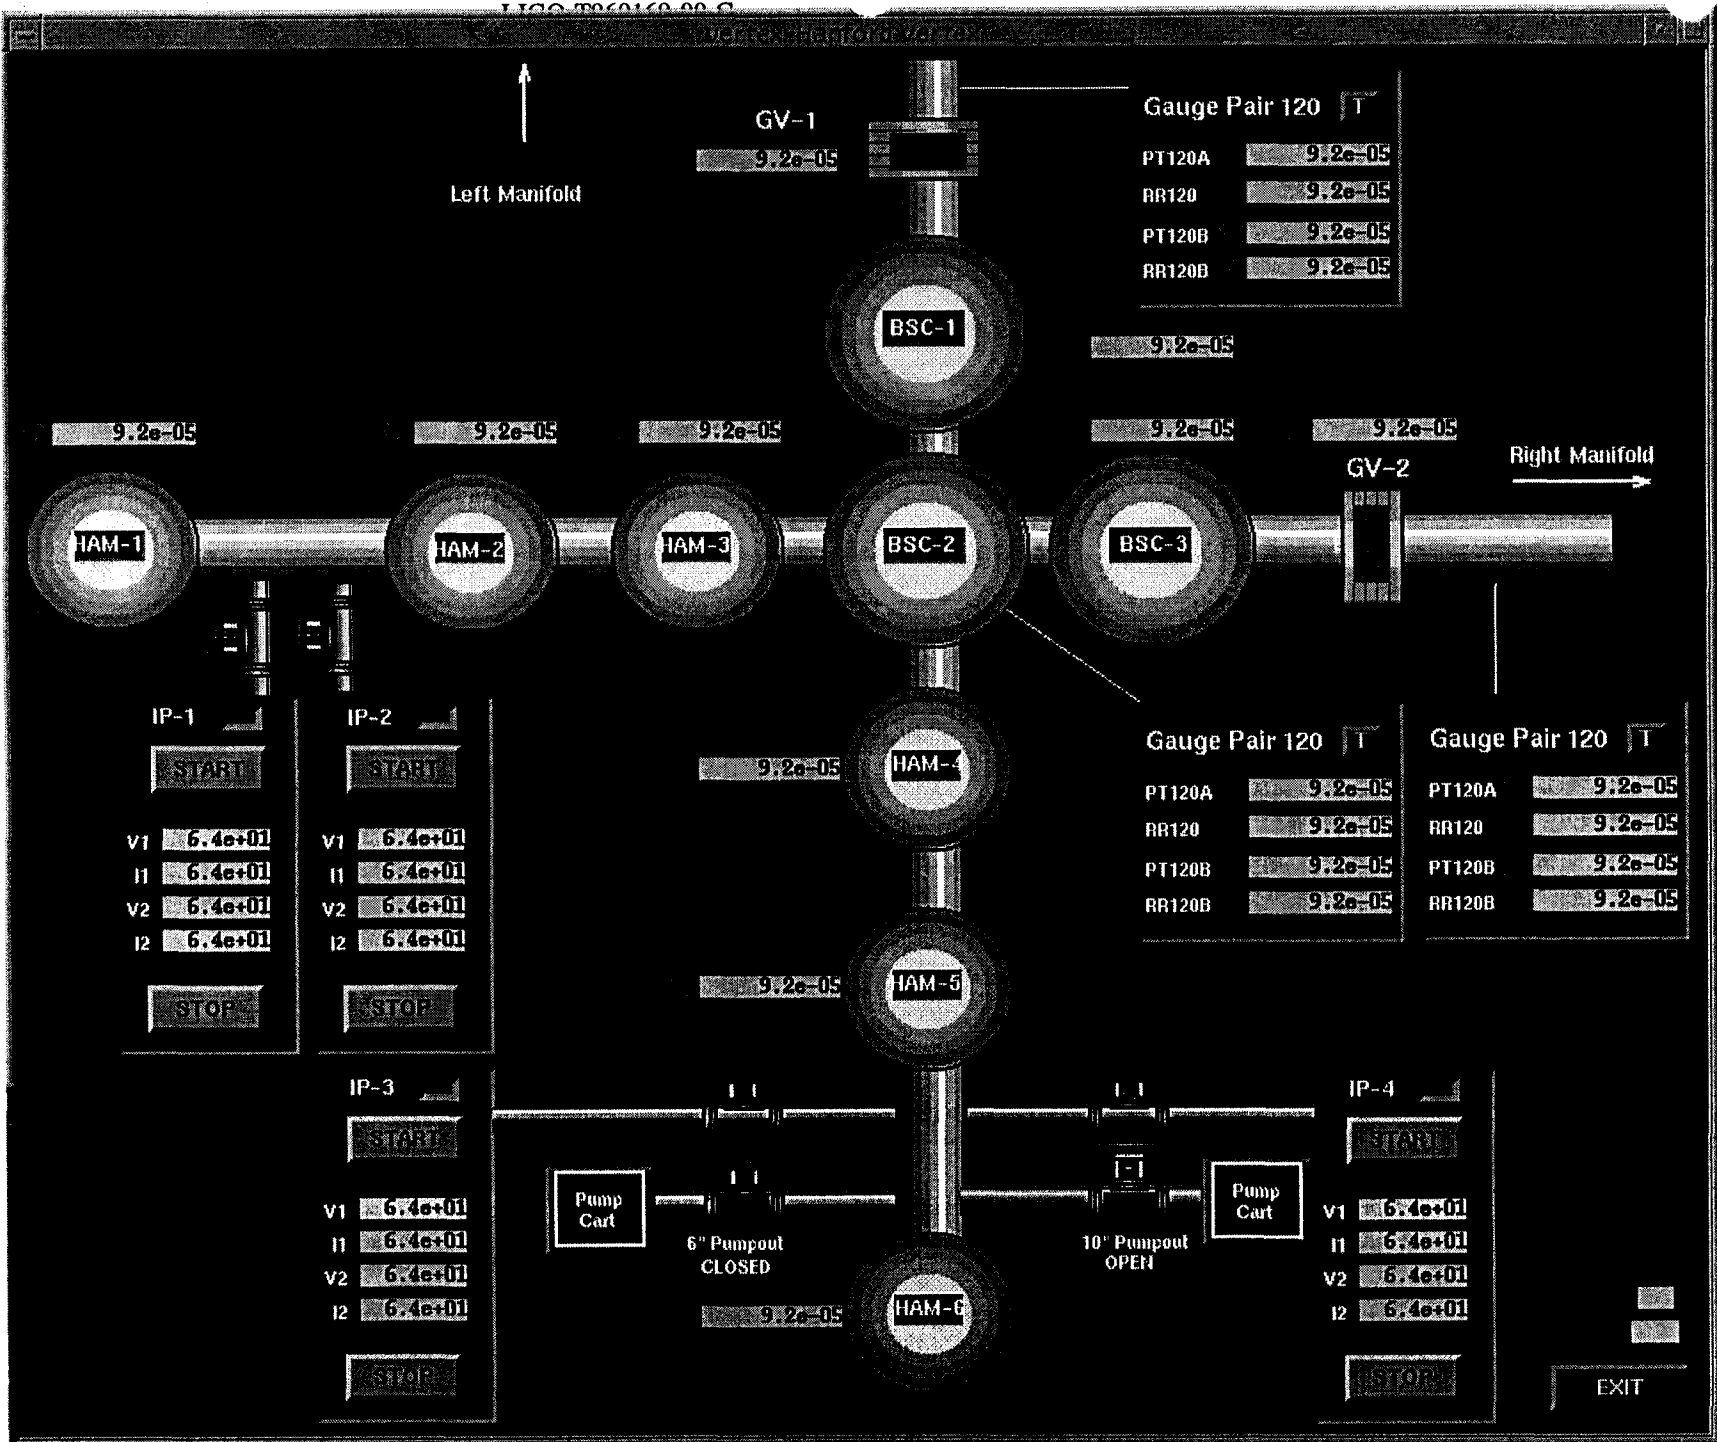 Left Manifold
GV-1
9.2e-05
Gauge Pair 120 T
PT120A 9.2e-05
RR120 9.2e-05
PT120B 9.2e-05
RR120B 9.2e-05
BSC-1
9.2e-05
9.2e-05
9.2e-05
9.2e-05
9.2e-05
9.2e-05
GV-2
Right Manifold
HAM-1
HAM-2
HAM-3
BSC-2
BSC-3
IP-1
START
V1 6.4e+01
I1 6.4e+01
V2 6.4e+01
I2 6.4e+01
STOP
IP-2
START
V1 6.4e+01
I1 6.4e+01
V2 6.4e+01
I2 6.4e+01
STOP
9.2e-05
HAM-4
Gauge Pair 120 T
PT120A 9.2e-05
RR120 9.2e-05
PT120B 9.2e-05
RR120B 9.2e-05
Gauge Pair 120 T
PT120A 9.2e-05
RR120 9.2e-05
PT120B 9.2e-05
RR120B 9.2e-05
9.2e-05
HAM-5
IP-3
START
V1 6.4e+01
I1 6.4e+01
V2 6.4e+01
I2 6.4e+01
STOP
Pump
Cart
6" Pumpout
CLOSED
10" Pumpout
OPEN
Pump
Cart
9.2e-05
HAM-6
IP-4
START
V1 6.4e+01
I1 6.4e+01
V2 6.4e+01
I2 6.4e+01
STOP
EXIT